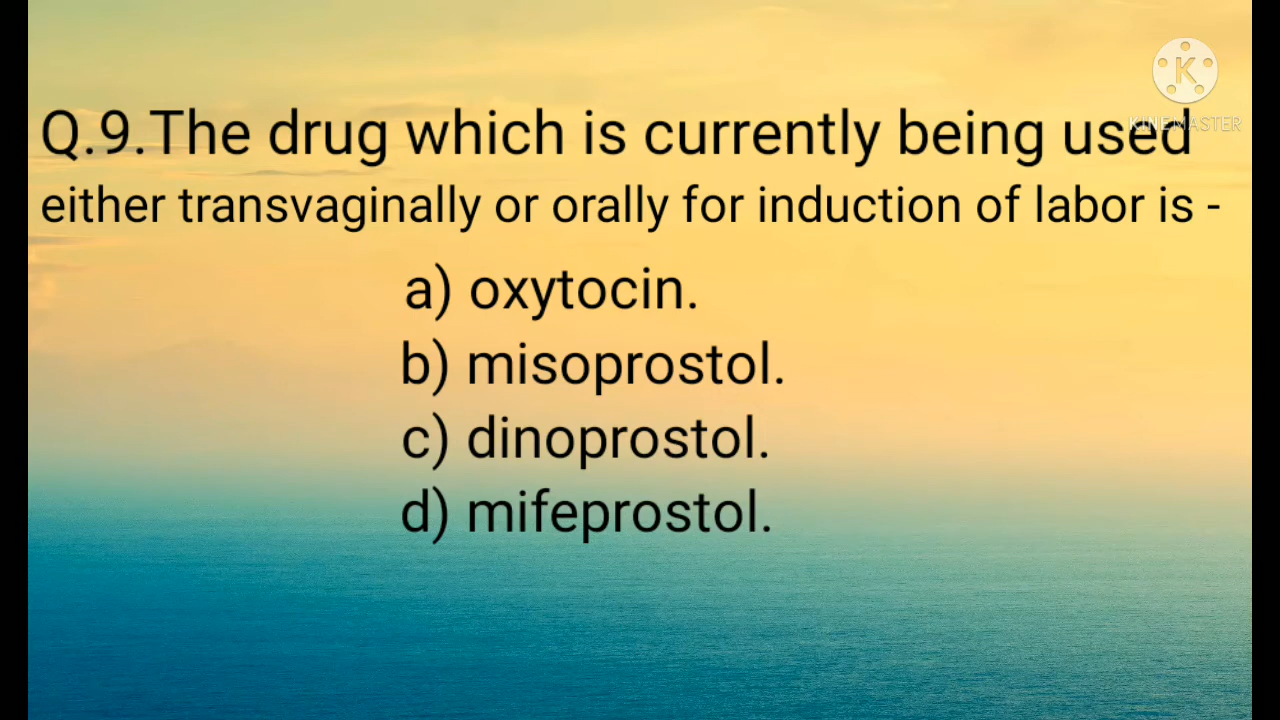 Q.9.The drug which is currently being used
either transvaginally or orally for induction of labor is -
a) oxytocin.
b) misoprostol.
c) dinoprostol.
d) mifeprostol.
K
KINEMASTER